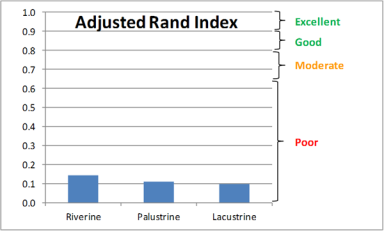 Adjusted Rand Index
1.0
0.9
0.8
0.7
0.6
0.5
0.4
0.3
0.2
0.1
0.0
Riverine Palustrine Lacustrine
Excellent
Good
Moderate
Poor